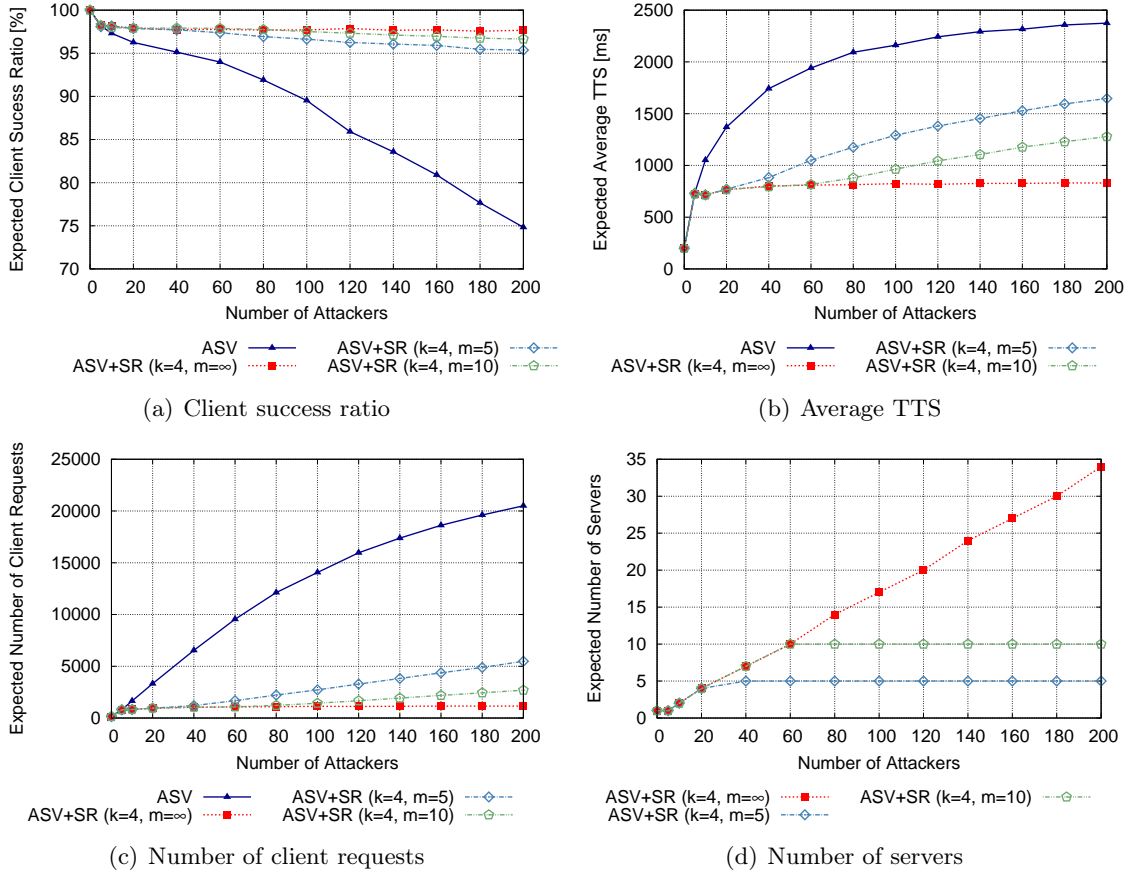 Expected Client Sucess Ratio [%]
100
95
90
85
80
75
70
0 20 40 60 80 100 120 140 160 180 200
Number of Attackers
ASV
ASV+SR (k=4, m=∞)
ASV+SR (k=4, m=5)
ASV+SR (k=4, m=10)
(a) Client success ratio
Expected Average TTS [ms]
2500
2000
1500
1000
500
0
0 20 40 60 80 100 120 140 160 180 200
Number of Attackers
ASV
ASV+SR (k=4, m=∞)
ASV+SR (k=4, m=5)
ASV+SR (k=4, m=10)
(b) Average TTS
Expected Number of Client Requests
25000
20000
15000
10000
5000
0
0 20 40 60 80 100 120 140 160 180 200
Number of Attackers
ASV
ASV+SR (k=4, m=∞)
ASV+SR (k=4, m=5)
ASV+SR (k=4, m=10)
(c) Number of client requests
Expected Number of Servers
35
30
25
20
15
10
5
0
0 20 40 60 80 100 120 140 160 180 200
Number of Attackers
ASV+SR (k=4, m=∞)
ASV+SR (k=4, m=5)
ASV+SR (k=4, m=10)
(d) Number of servers